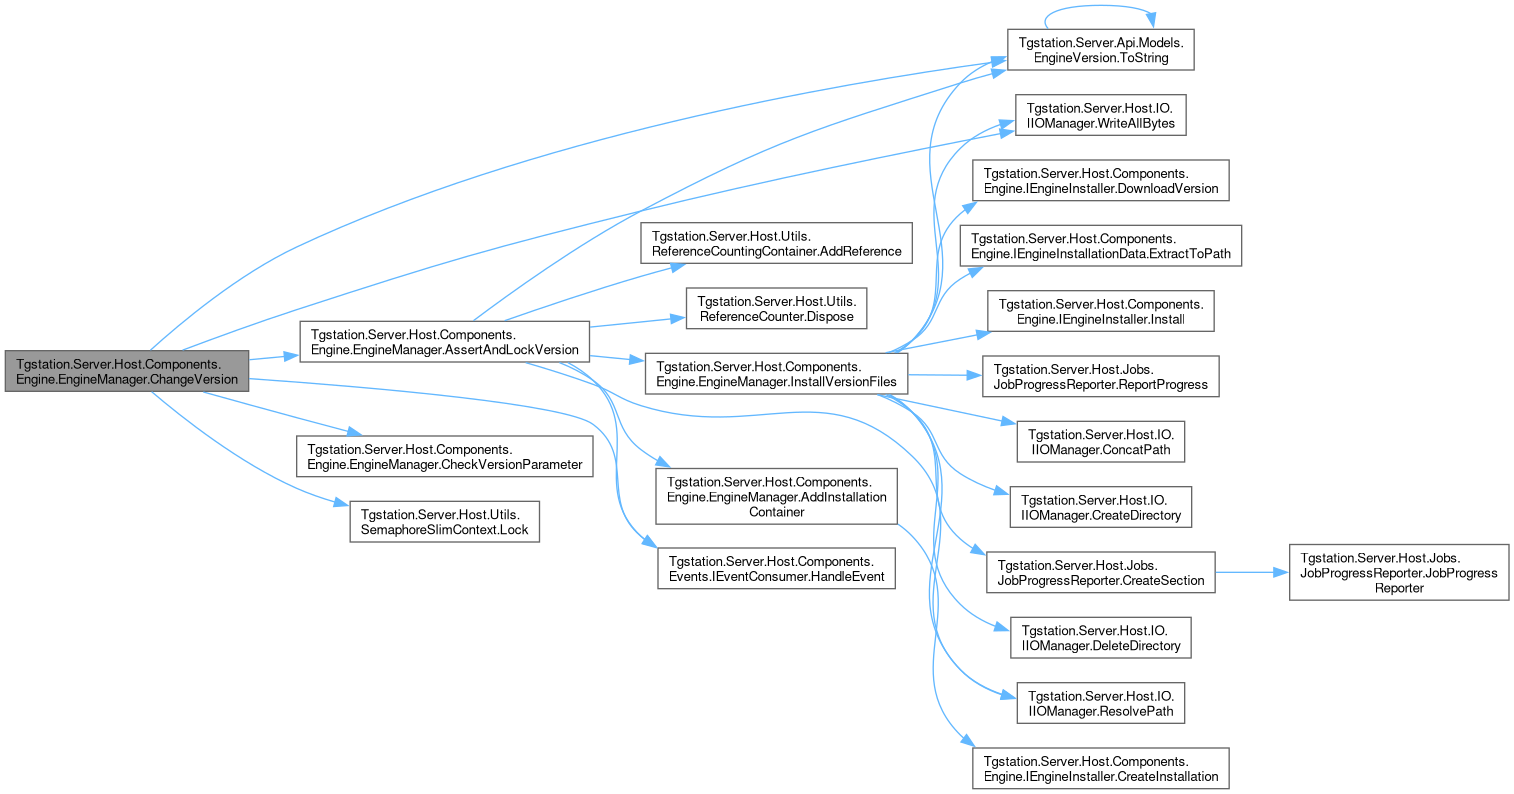 Tgstation.Server.Api.Models.
EngineVersion.ToString
Tgstation.Server.Host.IO.
IIOManager.WriteAllBytes
Tgstation.Server.Host.Components.
Engine.IEngineInstaller.DownloadVersion
Tgstation.Server.Host.Utils.
ReferenceCountingContainer.AddReference
Tgstation.Server.Host.Components.
Engine.IEngineInstallationData.ExtractToPath
Tgstation.Server.Host.Utils.
ReferenceCounter.Dispose
Tgstation.Server.Host.Components.
Engine.IEngineInstaller.Install
Tgstation.Server.Host.Components.
Engine.EngineManager.AssertAndLockVersion
Tgstation.Server.Host.Components.
Engine.EngineManager.ChangeVersion
Tgstation.Server.Host.Components.
Engine.EngineManager.InstallVersionFiles
Tgstation.Server.Host.Jobs.
JobProgressReporter.ReportProgress
Tgstation.Server.Host.IO.
IIOManager.ConcatPath
Tgstation.Server.Host.Components.
Engine.EngineManager.CheckVersionParameter
Tgstation.Server.Host.Components.
Engine.EngineManager.AddInstallation
Container
Tgstation.Server.Host.IO.
IIOManager.CreateDirectory
Tgstation.Server.Host.Utils.
SemaphoreSlimContext.Lock
Tgstation.Server.Host.Components.
Events.IEventConsumer.HandleEvent
Tgstation.Server.Host.Jobs.
JobProgressReporter.CreateSection
Tgstation.Server.Host.Jobs.
JobProgressReporter.JobProgress
Reporter
Tgstation.Server.Host.IO.
IIOManager.DeleteDirectory
Tgstation.Server.Host.IO.
IIOManager.ResolvePath
Tgstation.Server.Host.Components.
Engine.IEngineInstaller.CreateInstallation